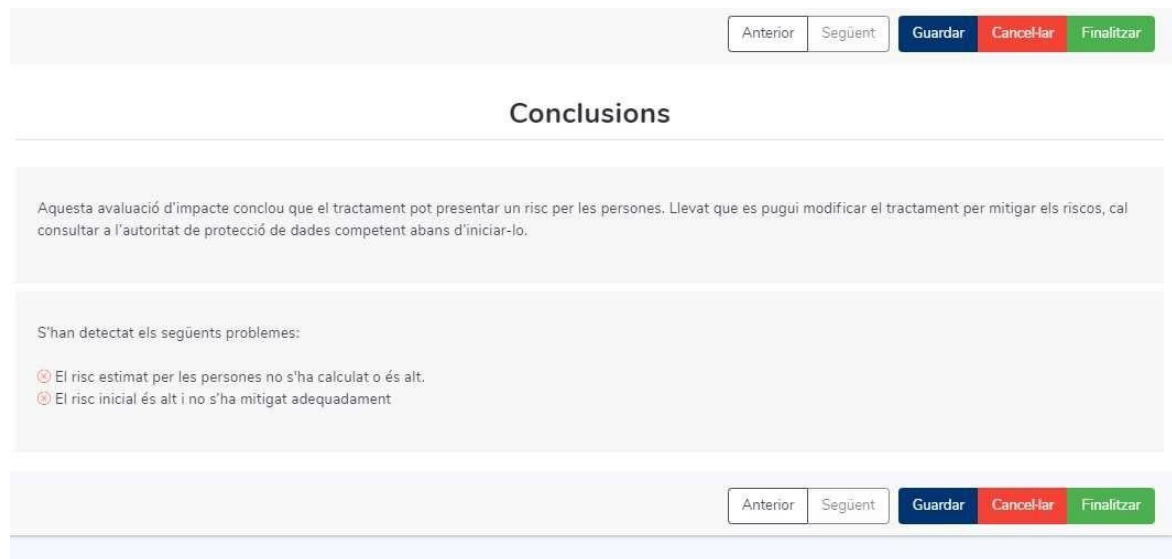 Anterior Següent Guardar Cancel·lar Finalitzar
Conclusions
Aquesta avaluació d'impacte conclou que el tractament pot presentar un risc per les persones. Llevat que es pugui modificar el tractament per mitigar els riscos, cal
consultar a l'autoritat de protecció de dades competent abans d'iniciar-lo.
S'han detectat els següents problemes:
El risc estimat per les persones no s'ha calculat o és alt.
El risc inicial és alt i no s'ha mitigat adequadament
Anterior Següent Guardar Cancel·lar Finalitzar